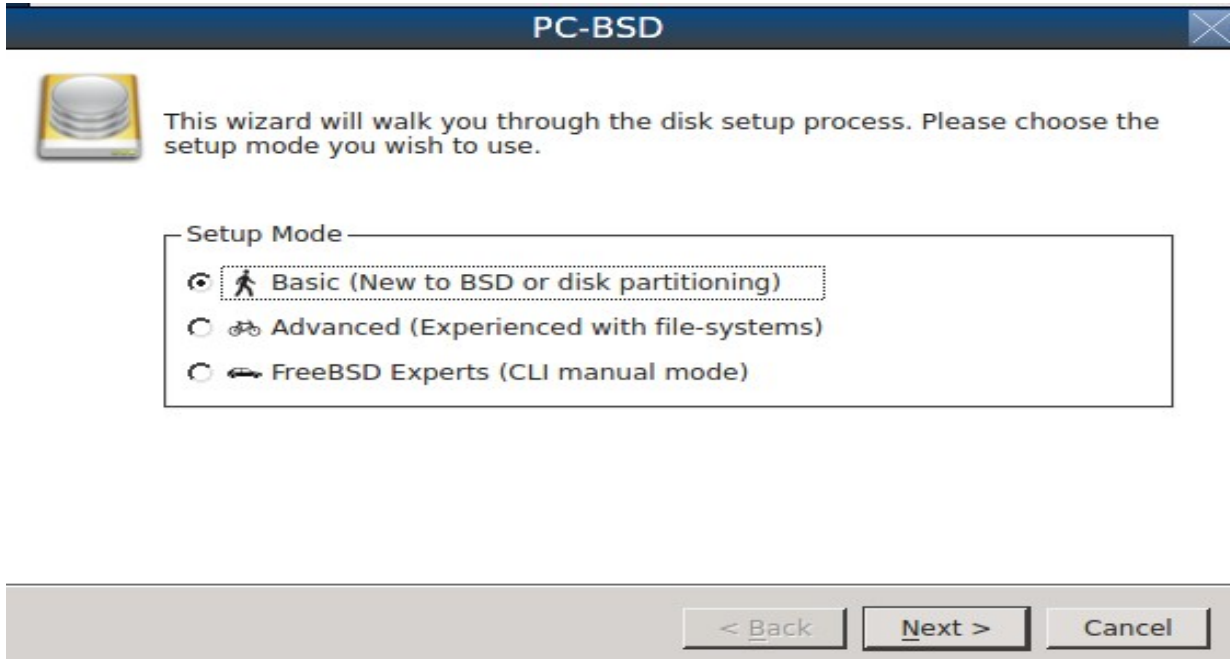 PC-BSD
This wizard will walk you through the disk setup process. Please choose the
setup mode you wish to use.
Setup Mode
Basic (New to BSD or disk partitioning)
Advanced (Experienced with file-systems)
FreeBSD Experts (CLI manual mode)
< Back Next > Cancel